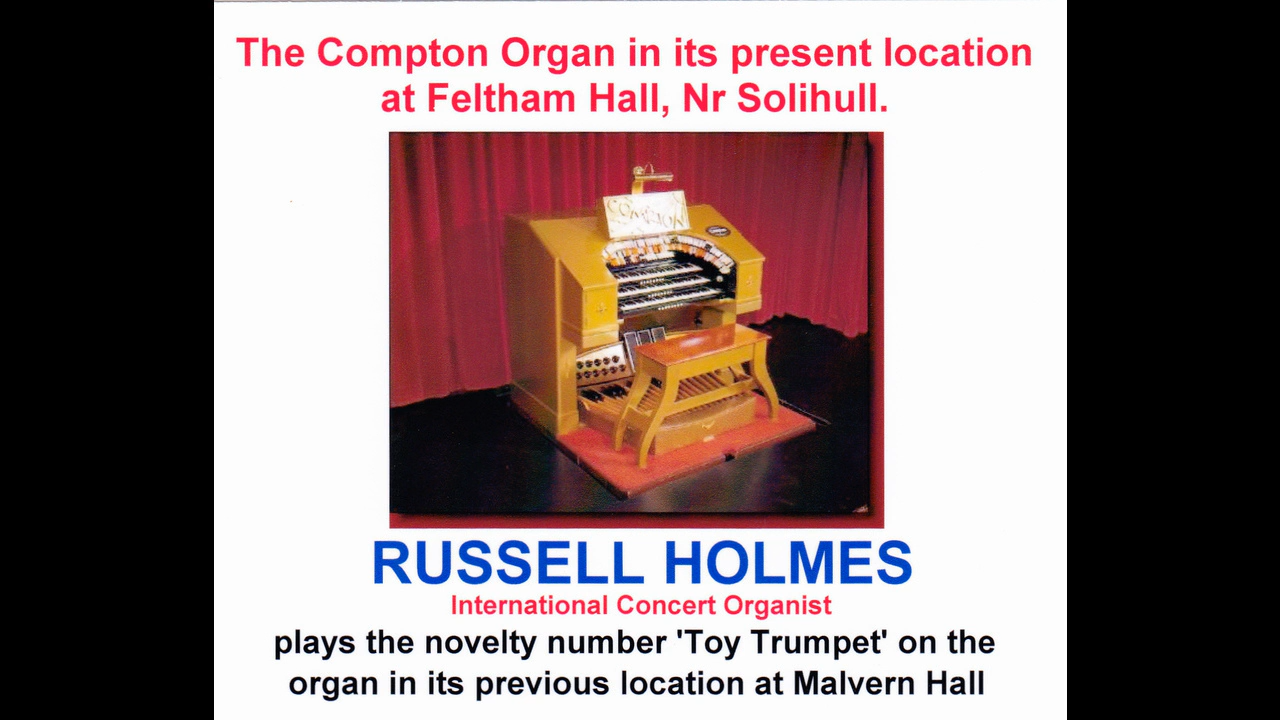 The Compton Organ in its present location
at Feltham Hall, Nr Solihull.
COMPTON
RUSSELL HOLMES
International Concert Organist
plays the novelty number 'Toy Trumpet' on the
organ in its previous location at Malvern Hall